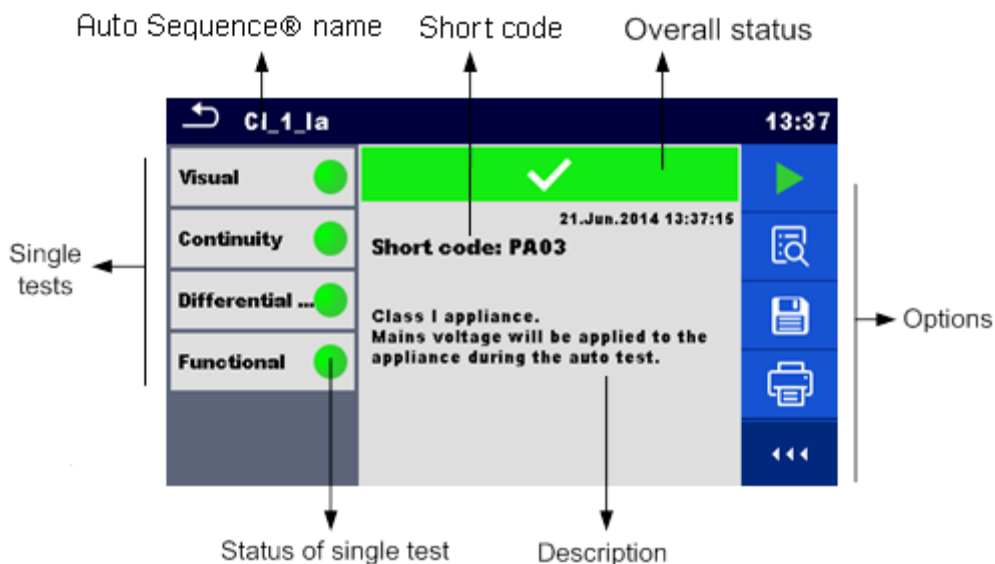 Auto Sequence® name
Short code
Overall status
Cl_1_Ia
13:37
Visual
Continuity
Differential ...
Functional
21.Jun.2014 13:37:15
Short code: PA03
Class I appliance.
Mains voltage will be applied to the
appliance during the auto test.
Single
tests
Options
Status of single test
Description